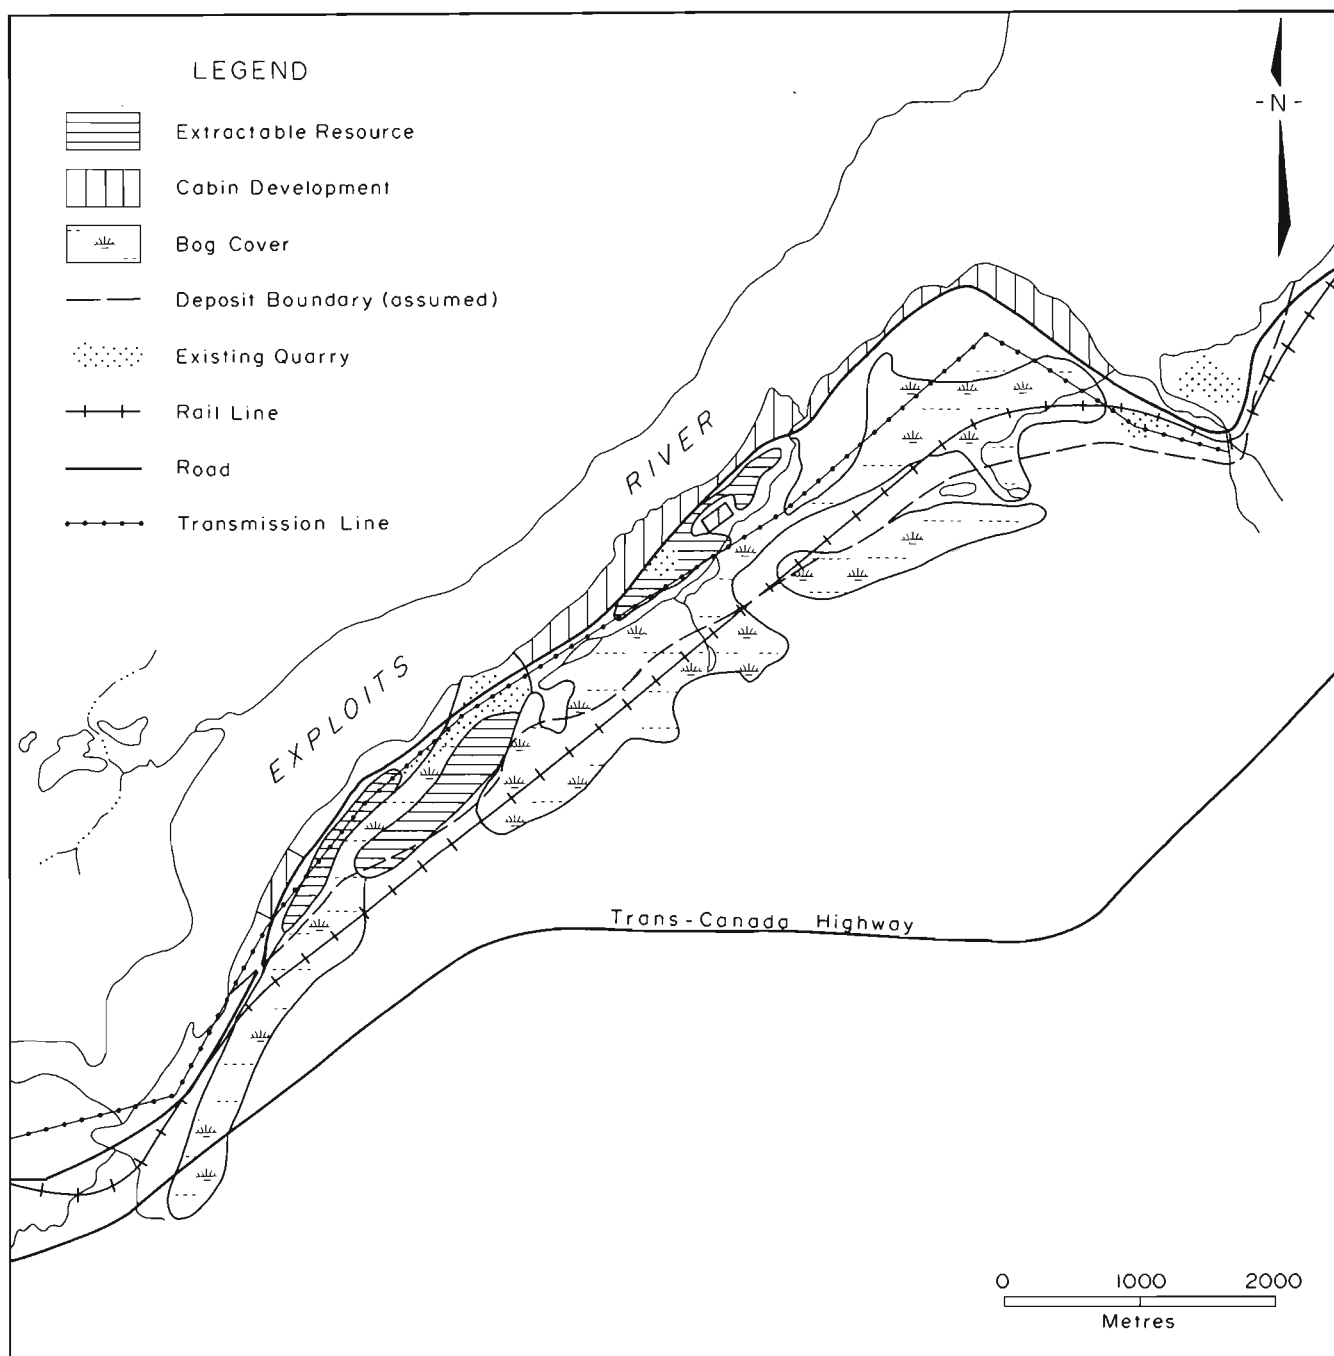 LEGEND
-N-
Extractable Resource
Cabin Development
Bog Cover
Deposit Boundary (assumed)
Existing Quarry
Rail Line
Road
Transmission Line
EXPLOITS RIVER
Trans-Canada Highway
0 1000 2000
Metres